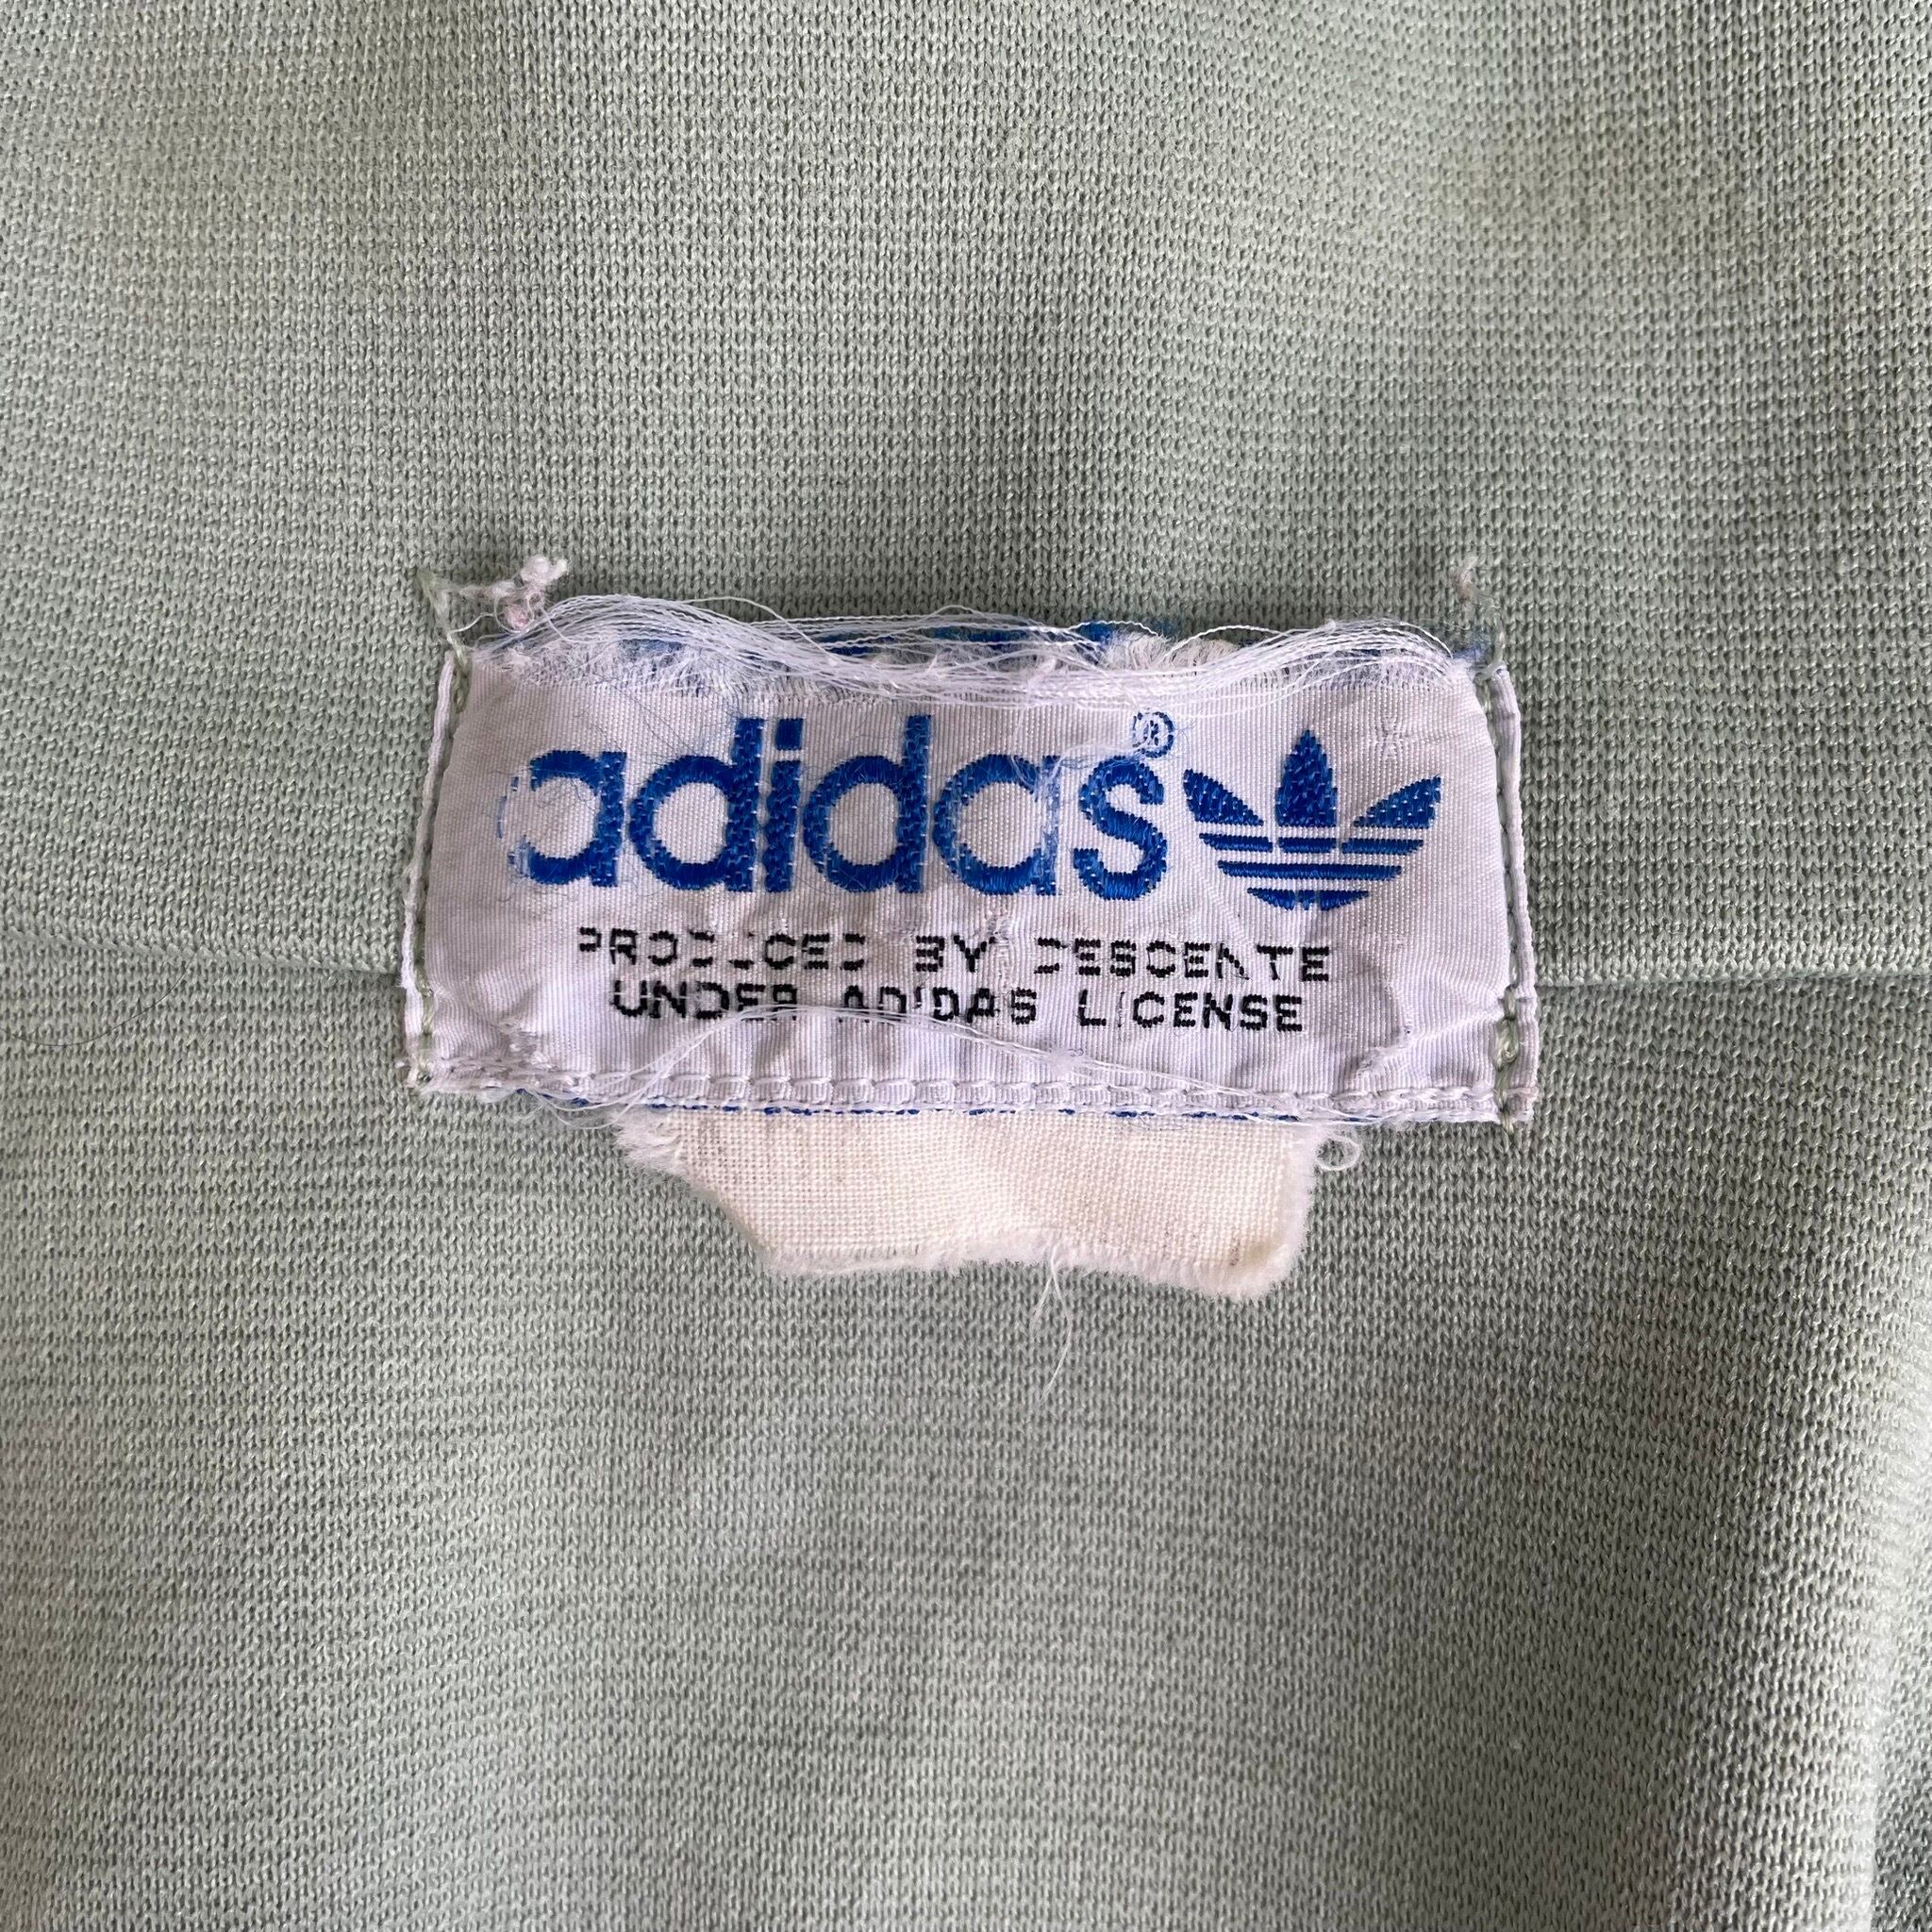 adidas®
PRODUCED BY DESCENTE
UNDER ADIDAS LICENSE